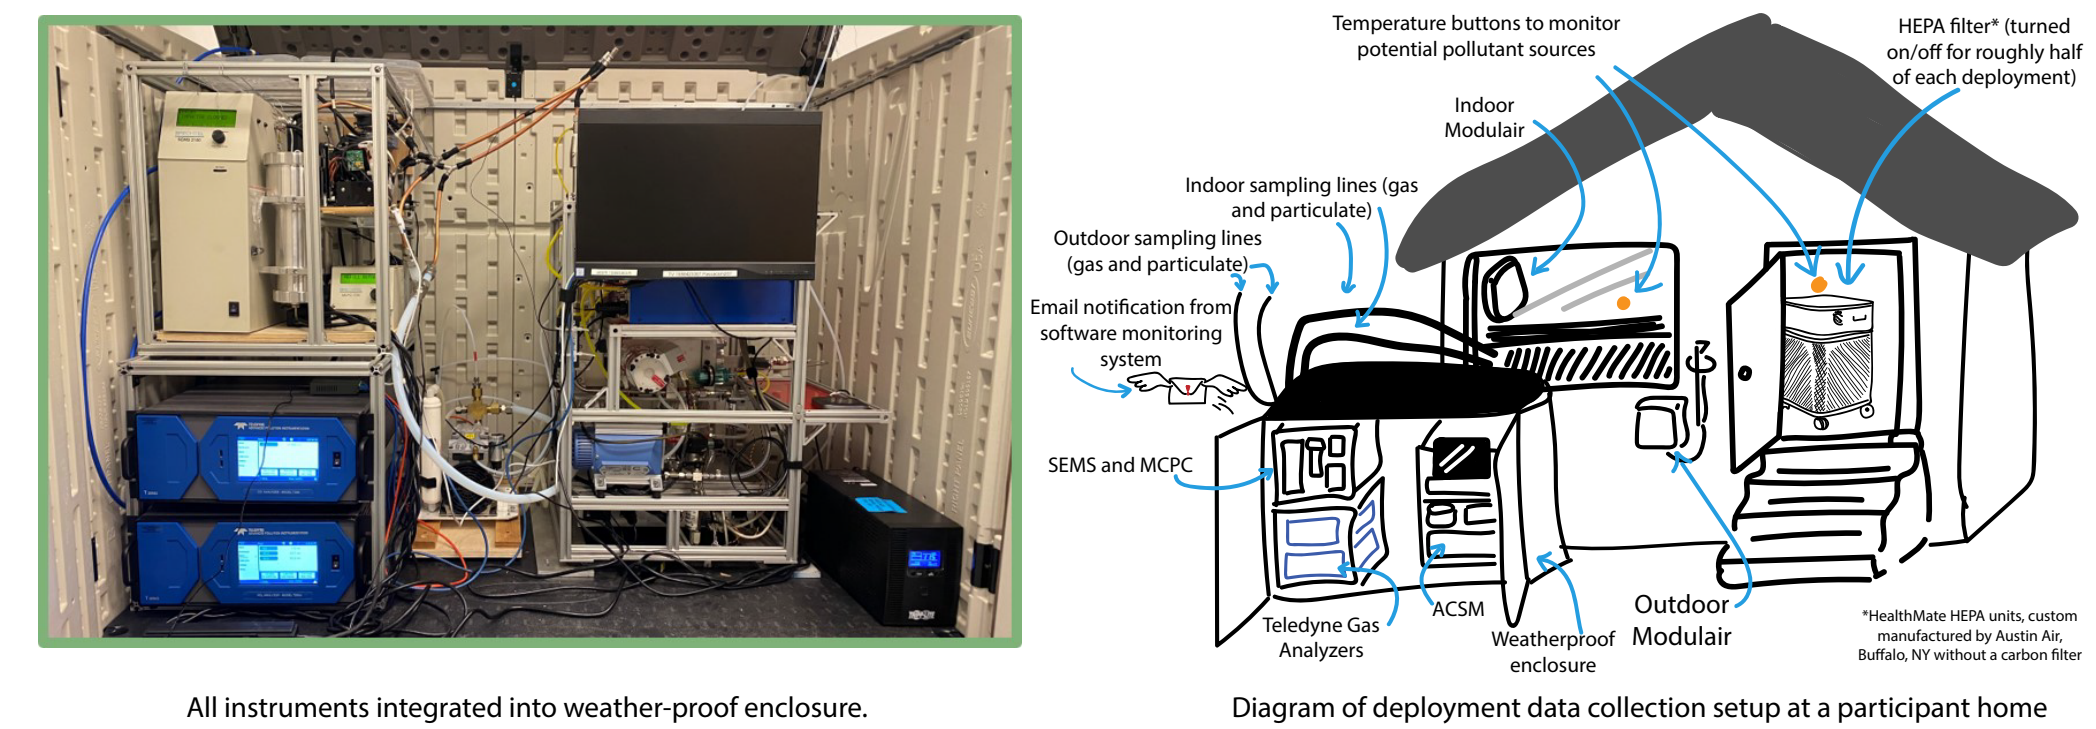 All instruments integrated into weather-proof enclosure.
Temperature buttons to monitor
potential pollutant sources
HEPA filter* (turned
on/off for roughly half
of each deployment)
Indoor
Modulair
Indoor sampling lines (gas
and particulate)
Outdoor sampling lines
(gas and particulate)
Email notification from
software monitoring
system
SEMS and MCPC
Teledyne Gas
Analyzers
ACSM
Weatherproof
enclosure
Outdoor
Modulair
*HealthMate HEPA units, custom
manufactured by Austin Air,
Buffalo, NY without a carbon filter
Diagram of deployment data collection setup at a participant home